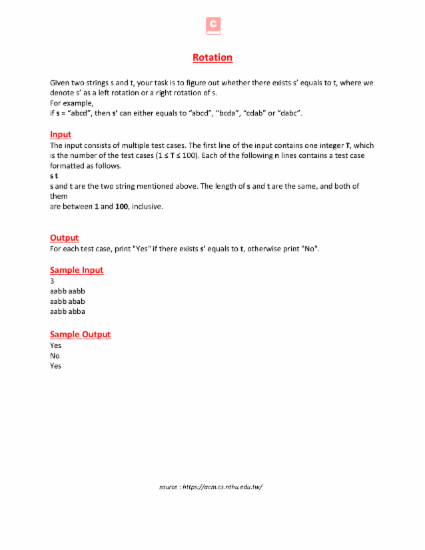 C
Rotation
Given two strings s and t, your task is to figure out whether there exists s' equals to t, where we
denote s' as a left rotation or a right rotation of s.
For example,
if s = "abcd", then s' can either equals to "abcd", "bcda", "cdab" or "dabc".
Input
The input consists of multiple test cases. The first line of the input contains one integer T, which
is the number of the test cases (1 ≤ T ≤ 100). Each of the following n lines contains a test case
formatted as follows.
s t
s and t are the two string mentioned above. The length of s and t are the same, and both of
them
are between 1 and 100, inclusive.
Output
For each test case, print "Yes" if there exists s' equals to t, otherwise print "No".
Sample Input
3
aabb aabb
aabb abab
aabb abba
Sample Output
Yes
No
Yes
source : https://acm.cs.nthu.edu.tw/